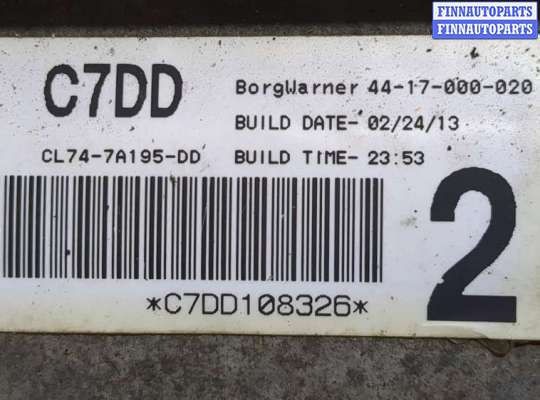 FINNAUTOPARTS
FINNAUTOPARTS
C7DD
BorgWarner 44-17-000-020
BUILD DATE- 02/24/13
CL74-7A195-DD BUILD TIME- 23:53
2
*C7DD108326*